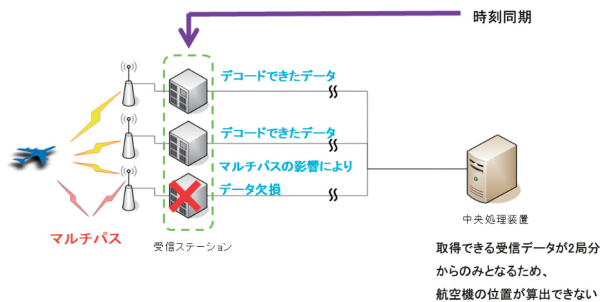 時刻同期
デコードできたデータ
デコードできたデータ
マルチパスの影響により
データ欠損
マルチパス
受信ステーション
中央処理装置
取得できる受信データが2局分
からのみとなるため、
航空機の位置が算出できない